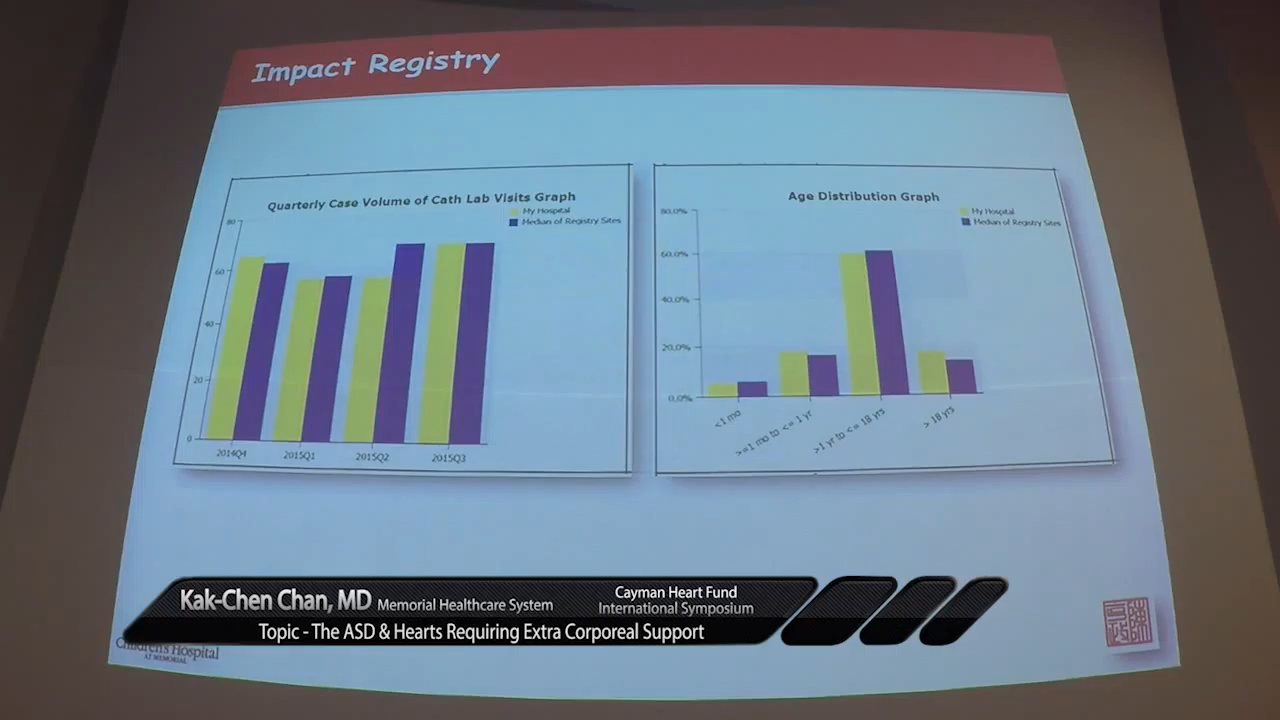 Impact Registry
Quarterly Case Volume of Cath Lab Visits Graph
My Hospital
Median of Registry Sites
80
60
40
20
0
2014Q4
2015Q1
2015Q2
2015Q3
Age Distribution Graph
My Hospital
Median of Registry Sites
80.0%
60.0%
40.0%
20.0%
0.0%
<1 mo
>=1 mo to <= 1 yr
>1 yr to <= 18 yrs
> 18 yrs
Kak-Chen Chan, MD Memorial Healthcare System
Cayman Heart Fund
International Symposium
Topic - The ASD & Hearts Requiring Extra Corporeal Support
Children's Hospital
AT MEMORIAL